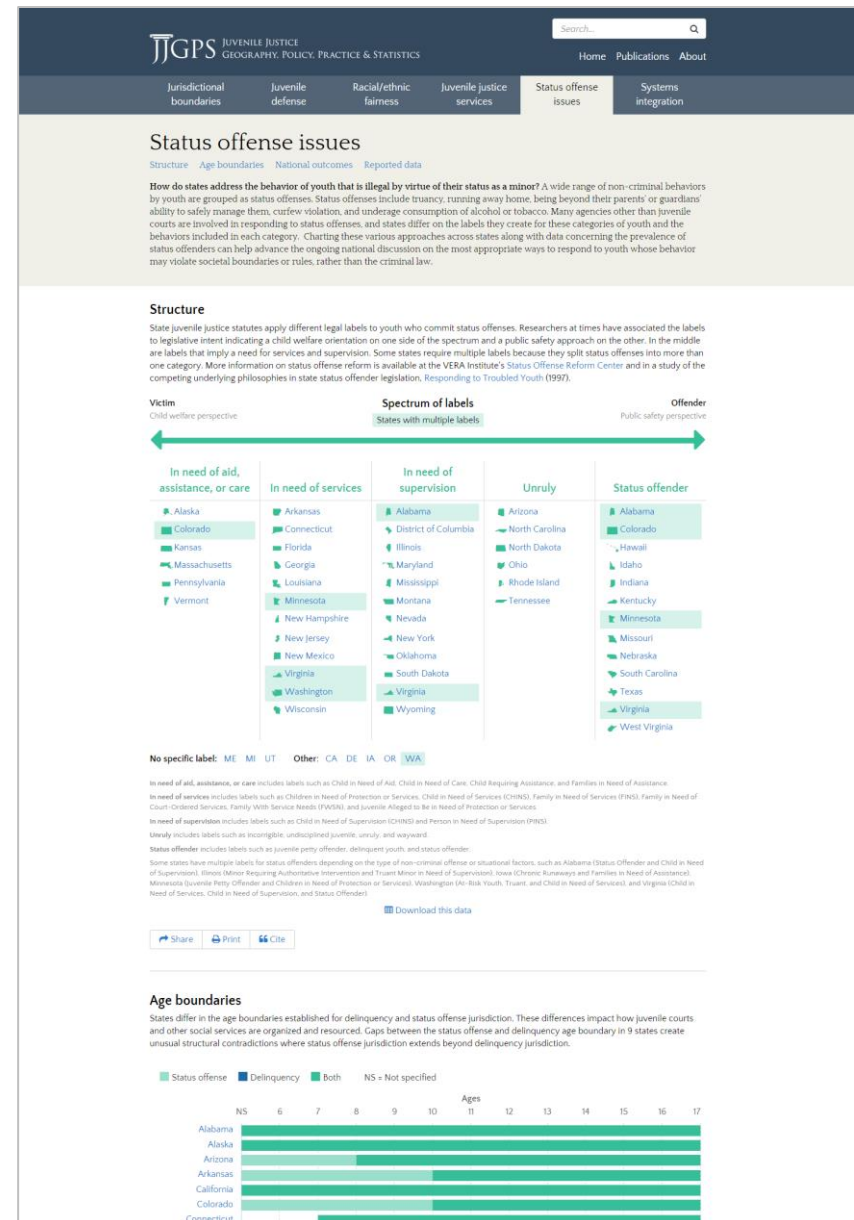 JJGPS JUVENILE JUSTICE
GEOGRAPHY, POLICY, PRACTICE & STATISTICS
Search...
Home Publications About
Jurisdictional boundaries
Juvenile defense
Racial/ethnic fairness
Juvenile justice services
Status offense issues
Systems integration
Status offense issues
Structure Age boundaries National outcomes Reported data
How do states address the behavior of youth that is illegal by virtue of their status as a minor? A wide range of non-criminal behaviors
by youth are grouped as status offenses. Status offenses include truancy, running away home, being beyond their parents' or guardians'
ability to safely manage them, curfew violation, and underage consumption of alcohol or tobacco. Many agencies other than juvenile
courts are involved in responding to status offenses, and states differ on the labels they create for these categories of youth and the
behaviors included in each category. Charting these various approaches across states along with data concerning the prevalence of
status offenders can help advance the ongoing national discussion on the most appropriate ways to respond to youth whose behavior
may violate societal boundaries or rules, rather than the criminal law.
Structure
State juvenile justice statutes apply different legal labels to youth who commit status offenses. Researchers at times have associated the labels
to legislative intent indicating a child welfare orientation on one side of the spectrum and a public safety approach on the other. In the middle
are labels that imply a need for services and supervision. Some states require multiple labels because they split status offenses into more than
one category. More information on status offense reform is available at the VERA Institute's Status Offense Reform Center and in a study of the
competing underlying philosophies in state status offender legislation, Responding to Troubled Youth (1997).
Victim
Child welfare perspective
Spectrum of labels
States with multiple labels
Offender
Public safety perspective
In need of aid,
assistance, or care
Alaska
Colorado
Kansas
Massachusetts
Pennsylvania
Vermont
In need of services
Arkansas
Connecticut
Florida
Georgia
Louisiana
Minnesota
New Hampshire
New Jersey
New Mexico
Virginia
Washington
Wisconsin
In need of
supervision
Alabama
District of Columbia
Illinois
Maryland
Mississippi
Montana
Nevada
New York
Oklahoma
South Dakota
Virginia
Wyoming
Unruly
Arizona
North Carolina
North Dakota
Ohio
Rhode Island
Tennessee
Status offender
Alabama
Colorado
Hawaii
Idaho
Indiana
Kentucky
Minnesota
Missouri
Nebraska
South Carolina
Texas
Virginia
West Virginia
No specific label: ME MI UT Other: CA DE IA OR WA
In need of aid, assistance, or care includes labels such as Child in Need of Aid, Child in Need of Care, Child Requiring Assistance, and Families in Need of Assistance.
In need of services includes labels such as Children in Need of Protection or Services, Child in Need of Services (CHINS), Family in Need of Services (FINS), Family in Need of
Court-Ordered Services, Family With Service Needs (FWSN), and Juvenile Alleged to Be in Need of Protection or Services.
In need of supervision includes labels such as Child in Need of Supervision (CHINS) and Person in Need of Supervision (PINS).
Unruly includes labels such as incorrigible, undisciplined juvenile, unruly, and wayward.
Status offender includes labels such as juvenile petty offender, delinquent youth, and status offender.
Some states have multiple labels for status offenders depending on the type of non-criminal offense or situational factors, such as Alabama (Status Offender and Child in Need
of Supervision), Illinois (Minor Requiring Authoritative Intervention and Truant Minor in Need of Supervision), Iowa (Chronic Runaways and Families in Need of Assistance),
Minnesota (Juvenile Petty Offender and Children in Need of Protection or Services), Washington (At-Risk Youth, Truant, and Child in Need of Services), and Virginia (Child in
Need of Services, Child in Need of Supervision, and Status Offender).
Download this data
Share Print Cite
Age boundaries
States differ in the age boundaries established for delinquency and status offense jurisdiction. These differences impact how juvenile courts
and other social services are organized and resourced. Gaps between the status offense and delinquency age boundary in 9 states create
unusual structural contradictions where status offense jurisdiction extends beyond delinquency jurisdiction.
Status offense Delinquency Both NS = Not specified
Ages
NS 6 7 8 9 10 11 12 13 14 15 16 17
Alabama
Alaska
Arizona
Arkansas
California
Colorado
Connecticut